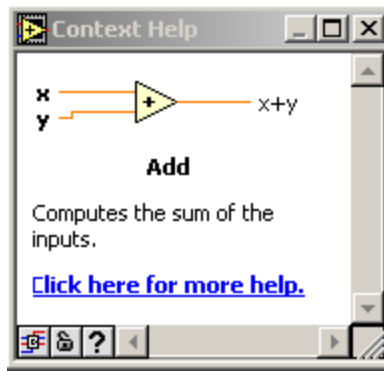 Context Help
x
y
+
x+y
Add
Computes the sum of the
inputs.
Click here for more help.
?